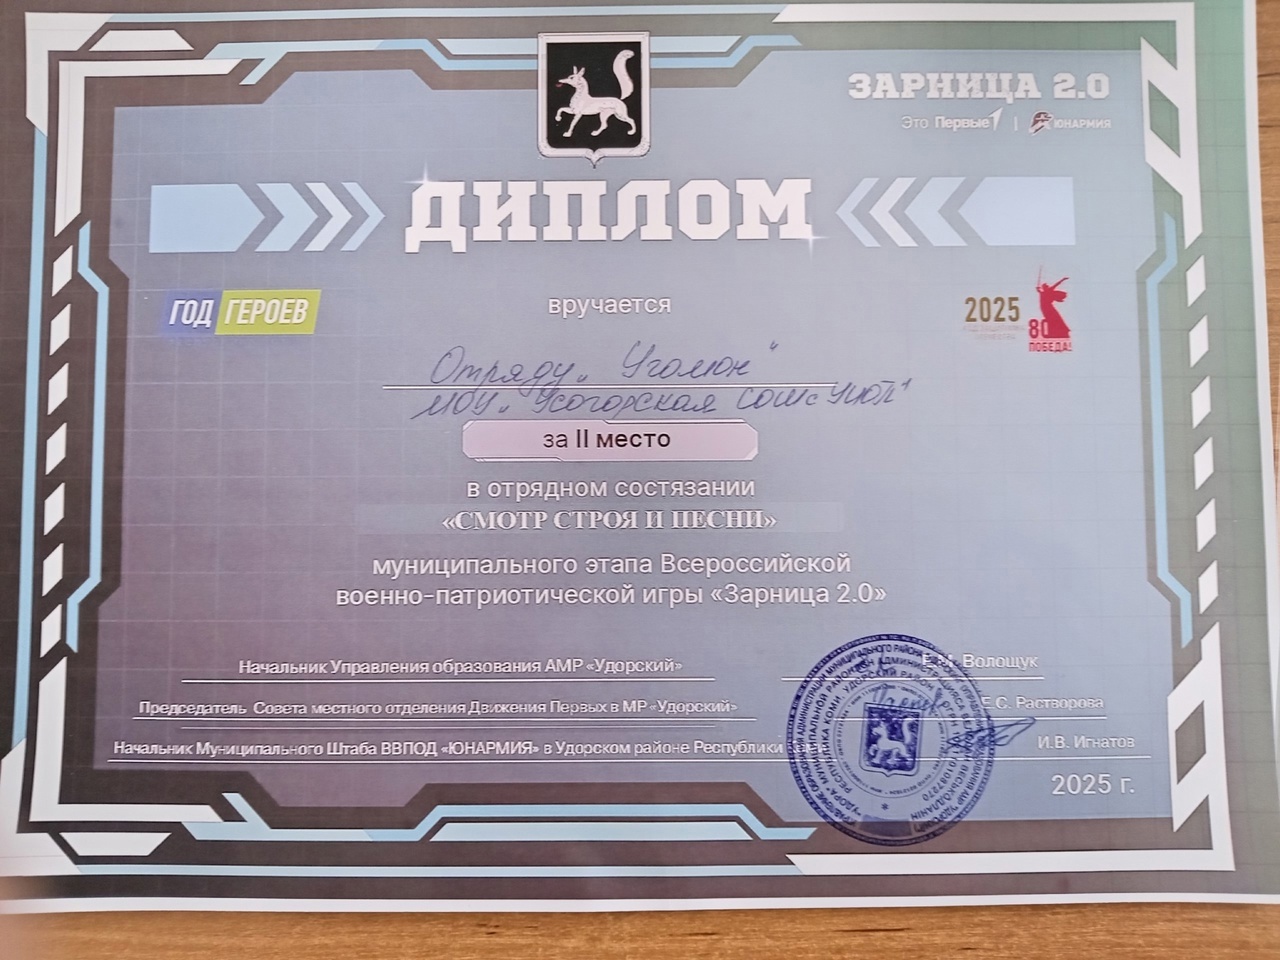 ЗАРНИЦА 2.0
Это Первые | ЮНАРМИЯ
ДИПЛОМ
ГОД ГЕРОЕВ
вручается
2025
80
ПОБЕДА!
Отряду „Уголюн"
МОУ „Усогорская СОШ с УИОП"
за II место
в отрядном состязании
«СМОТР СТРОЯ И ПЕСНИ»
муниципального этапа Всероссийской
военно-патриотической игры «Зарница 2.0»
Начальник Управления образования АМР «Удорский» Волощук
Председатель Совета местного отделения Движения Первых в МР «Удорский» Е.С. Растворова
Начальник Муниципального Штаба ВВПОД «ЮНАРМИЯ» в Удорском районе Республики И.В. Игнатов
2025 г.